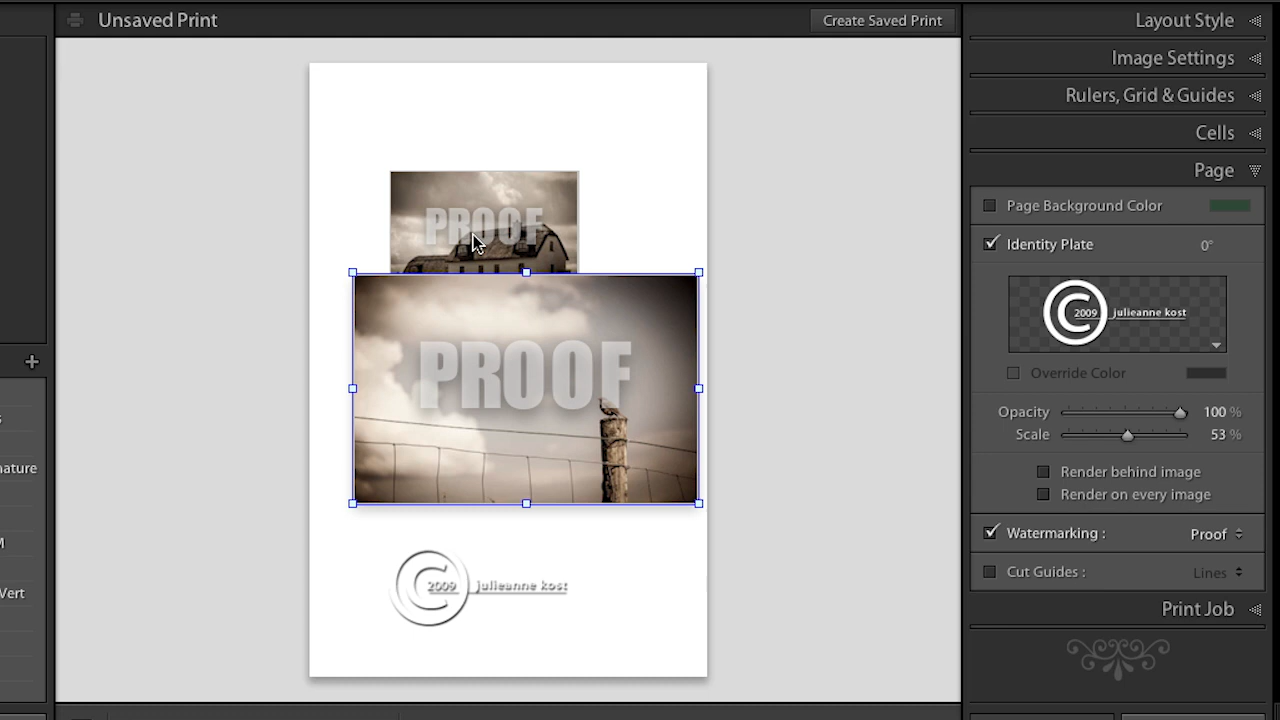 Unsaved Print
Create Saved Print
PROOF
PROOF
2009 julieanne kost
nature
Vert
Layout Style
Image Settings
Rulers, Grid & Guides
Cells
Page
Page Background Color
Identity Plate 0°
2009 julieanne kost
Override Color
Opacity 100 %
Scale 53 %
Render behind image
Render on every image
Watermarking : Proof
Cut Guides : Lines
Print Job